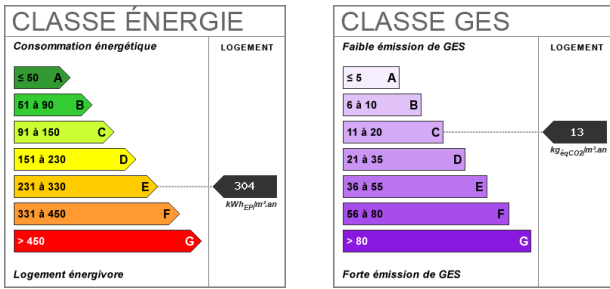 CLASSE ÉNERGIE
Consommation énergétique
LOGEMENT
≤ 50 A
51 à 90 B
91 à 150 C
151 à 230 D
231 à 330 E
304
kWhEP/m².an
331 à 450 F
> 450 G
Logement énergivore
CLASSE GES
Faible émission de GES
LOGEMENT
≤ 5 A
6 à 10 B
11 à 20 C
13
kgéqCO2/m².an
21 à 35 D
36 à 55 E
56 à 80 F
> 80 G
Forte émission de GES